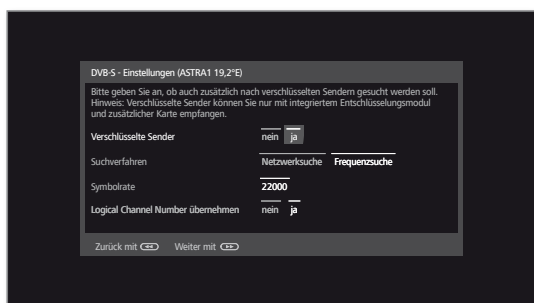 DVB-S - Einstellungen (ASTRA1 19,2°E)
Bitte geben Sie an, ob auch zusätzlich nach verschlüsselten Sendern gesucht werden soll.
Hinweis: Verschlüsselte Sender können Sie nur mit integriertem Entschlüsselungsmodul
und zusätzlicher Karte empfangen.
Verschlüsselte Sender nein ja
Suchverfahren Netzwerksuche Frequenzsuche
Symbolrate 22000
Logical Channel Number übernehmen nein ja
Zurück mit Weiter mit